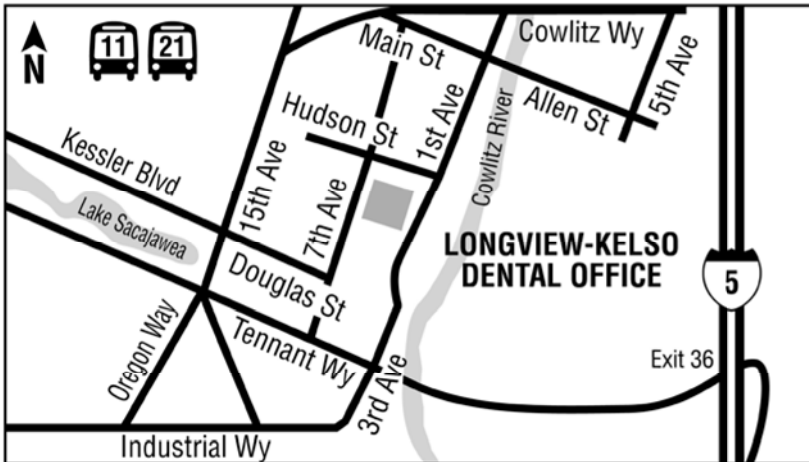 N
11
21
Main St
Cowlitz Wy
5th Ave
Allen St
Hudson St
1st Ave
Cowlitz River
Kessler Blvd
15th Ave
7th Ave
Lake Sacajawea
LONGVIEW-KELSO
DENTAL OFFICE
5
Douglas St
Oregon Way
Tennant Wy
3rd Ave
Exit 36
Industrial Wy